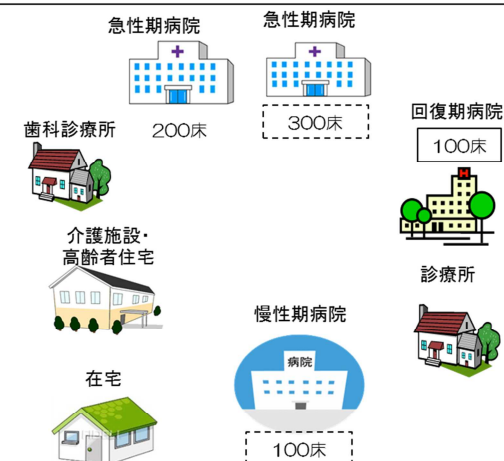 急性期病院
急性期病院
200床
300床
回復期病院
100床
歯科診療所
介護施設・
高齢者住宅
診療所
慢性期病院
病院
100床
在宅